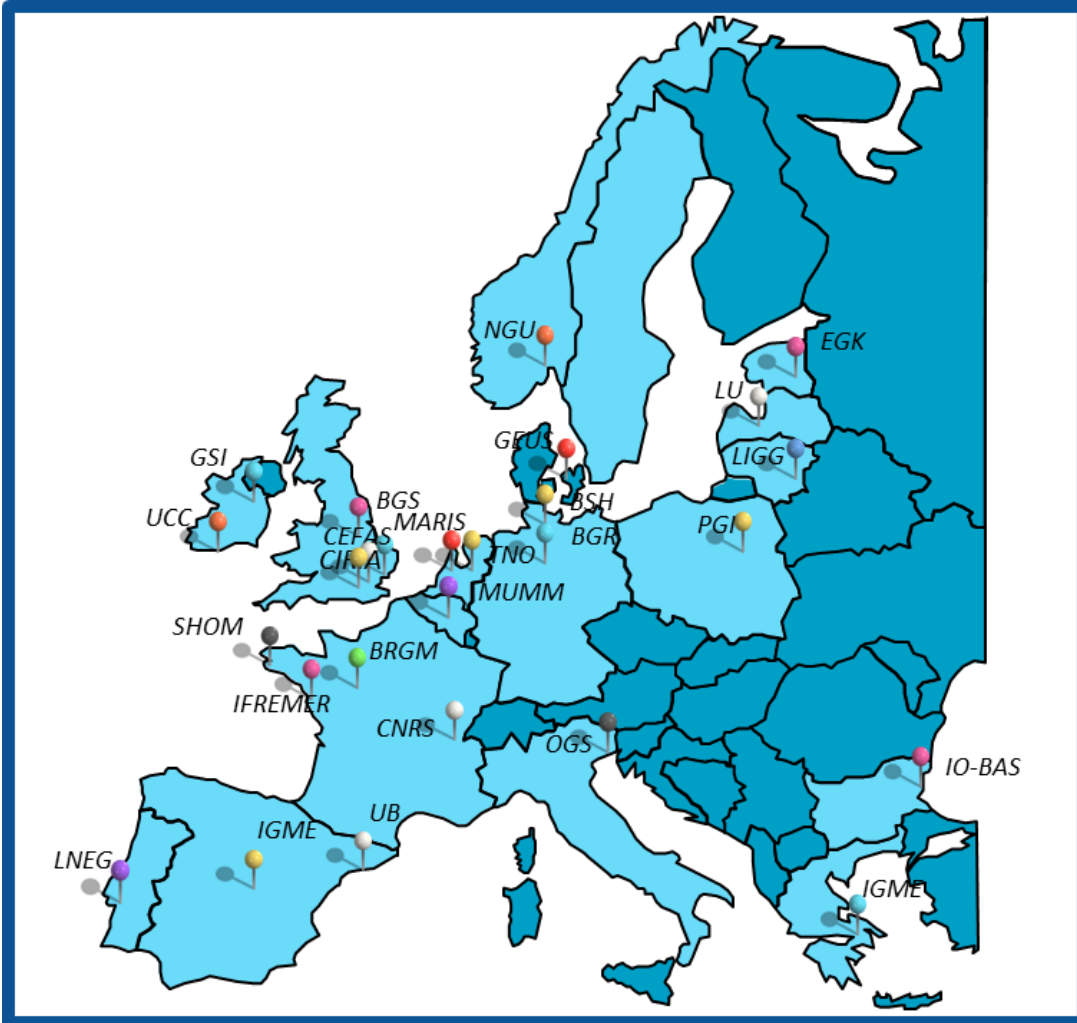 NGU
EGK
LU
GEUS
LIGG
GSI
BGS
BSH
UCC
MARIS
PGI
CEFAS
BGR
CIRIA
TNO
MUMM
SHOM
BRGM
IFREMER
CNRS
OGS
IO-BAS
UB
IGME
LNEG
IGME